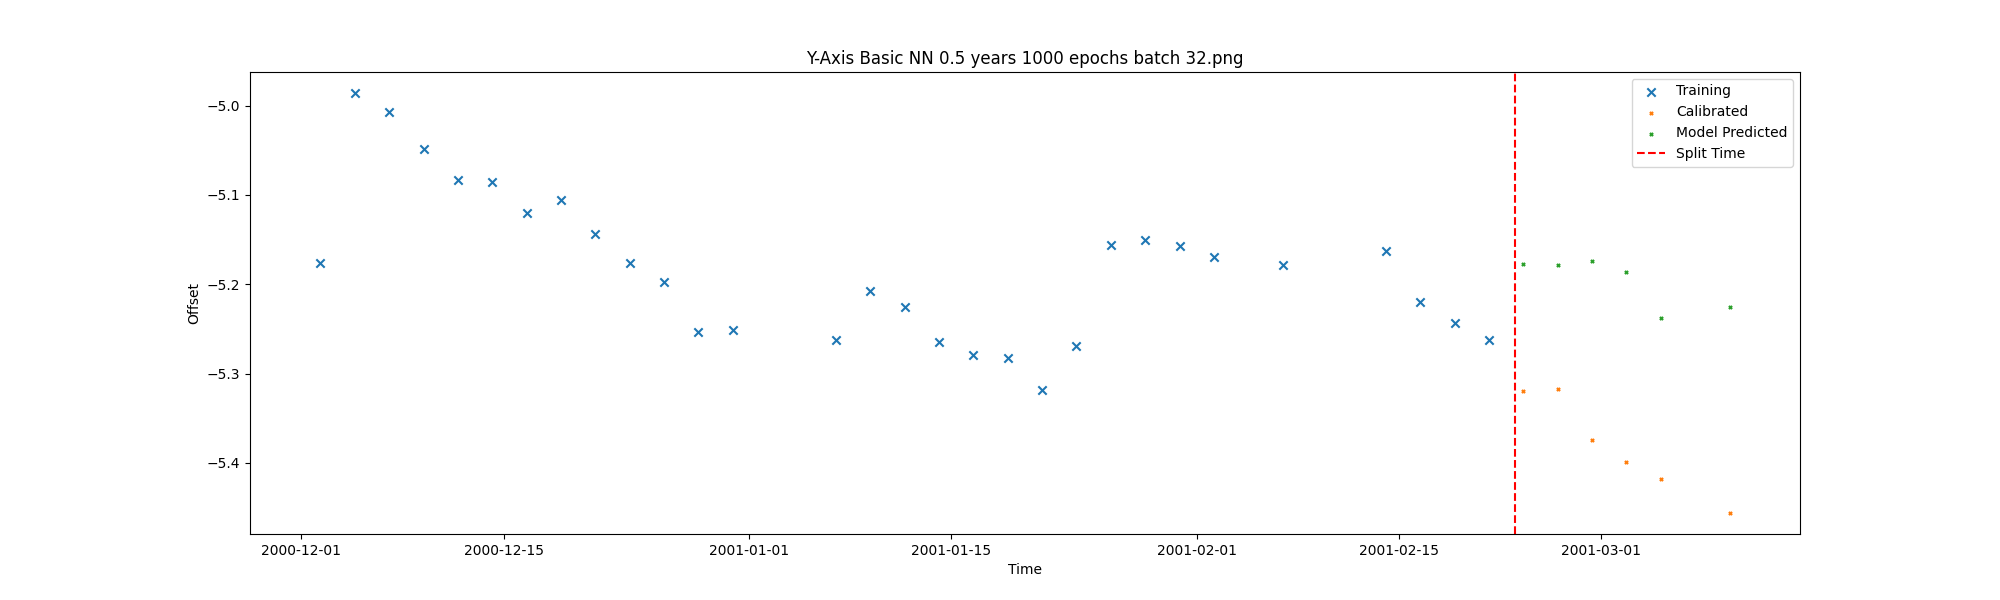 Y-Axis Basic NN 0.5 years 1000 epochs batch 32.png
Training
Calibrated
Model Predicted
Split Time
Offset
−5.0
−5.1
−5.2
−5.3
−5.4
2000-12-01
2000-12-15
2001-01-01
2001-01-15
2001-02-01
2001-02-15
2001-03-01
Time